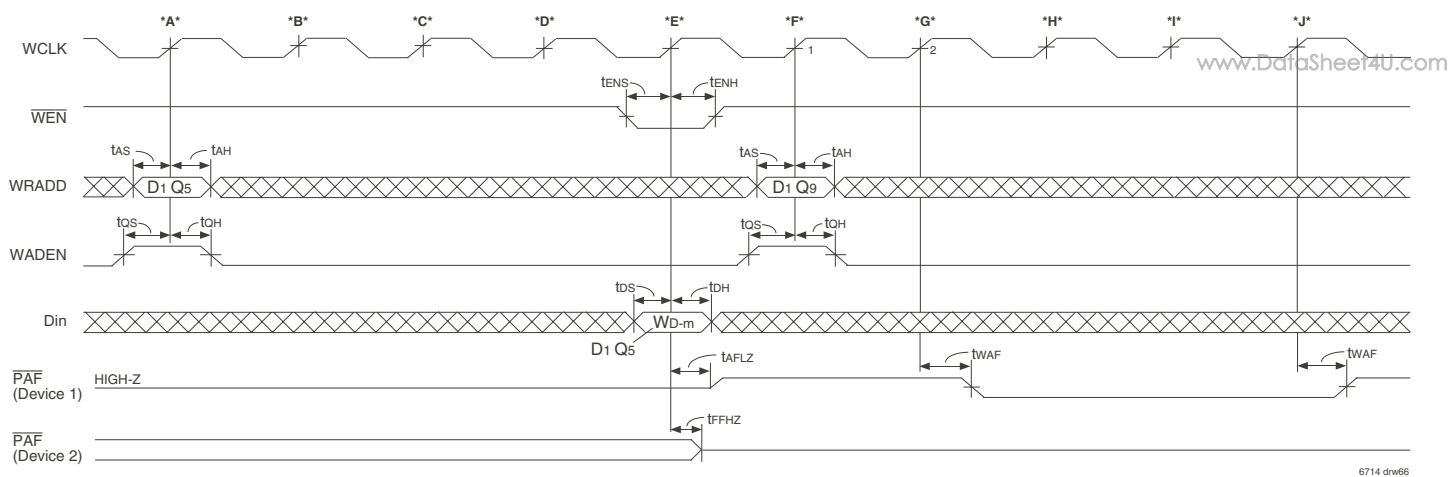 *A* *B* *C* *D* *E* *F* *G* *H* *I* *J*
WCLK 1 2
www.DataSheet4U.com
tENS tENH
WEN
tAS tAH tAS tAH
WRADD D1 Q5 D1 Q9
tQS tQH tQS tQH
WADEN
tDS tDH
Din WD-m
D1 Q5
tAFLZ tWAF tWAF
PAF HIGH-Z
(Device 1)
tFFHZ
PAF
(Device 2)
6714 drw66